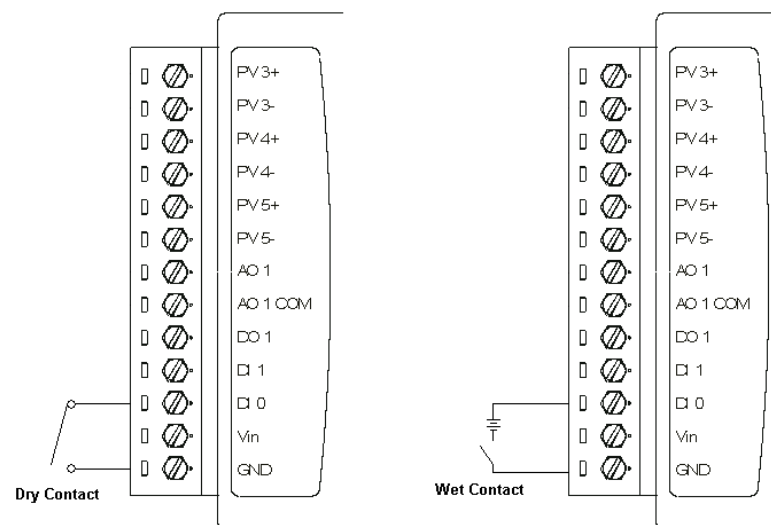 PV3+
PV3-
PV4+
PV4-
PV5+
PV5-
AO 1
AO 1 COM
DO 1
DI 1
DI 0
Vin
GND
Dry Contact
PV3+
PV3-
PV4+
PV4-
PV5+
PV5-
AO 1
AO 1 COM
DO 1
DI 1
DI 0
Vin
GND
Wet Contact